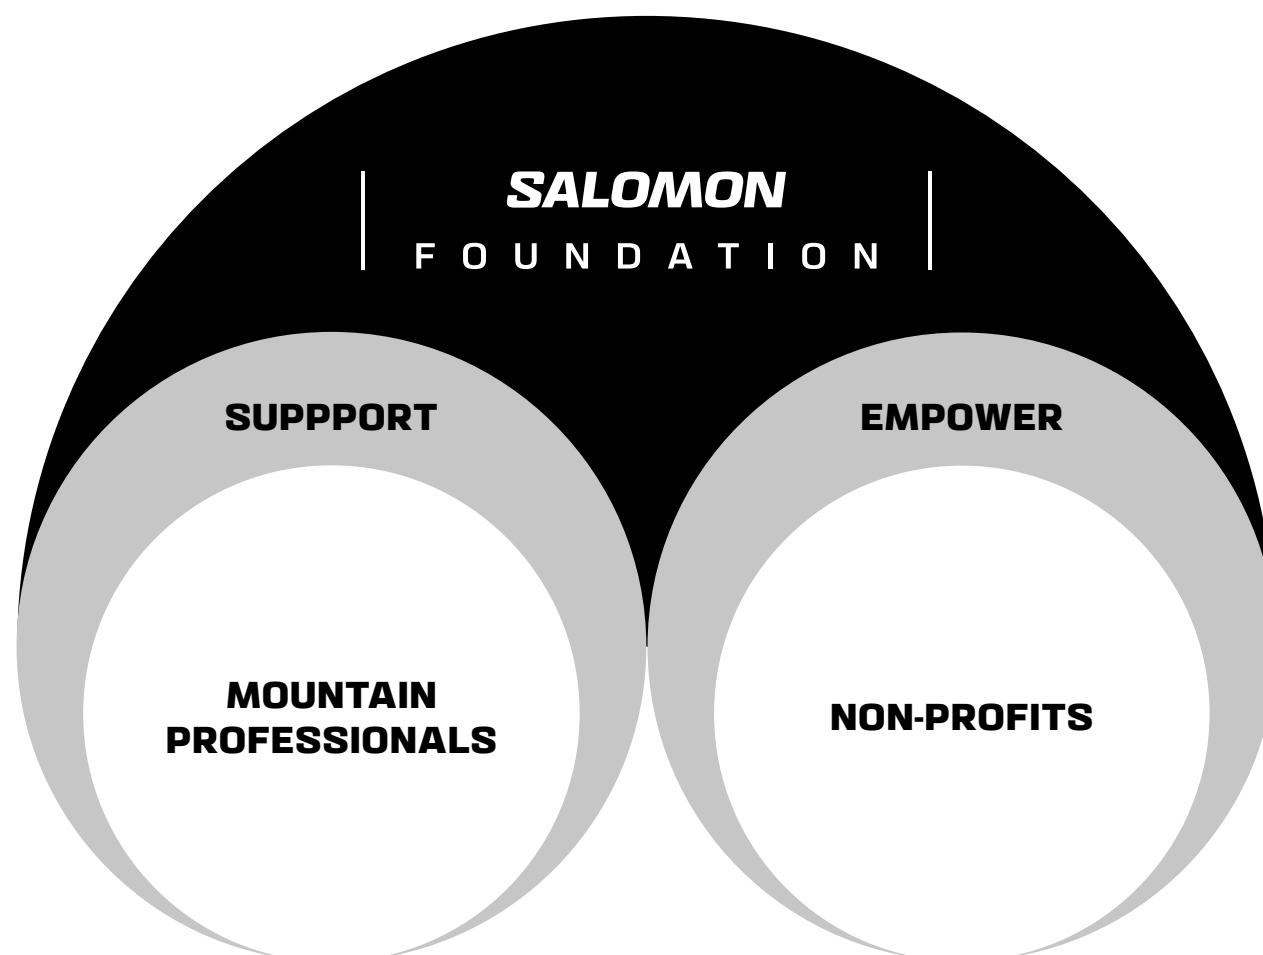 SALOMON
FOUNDATION
SUPPPORT
EMPOWER
MOUNTAIN
PROFESSIONALS
NON-PROFITS